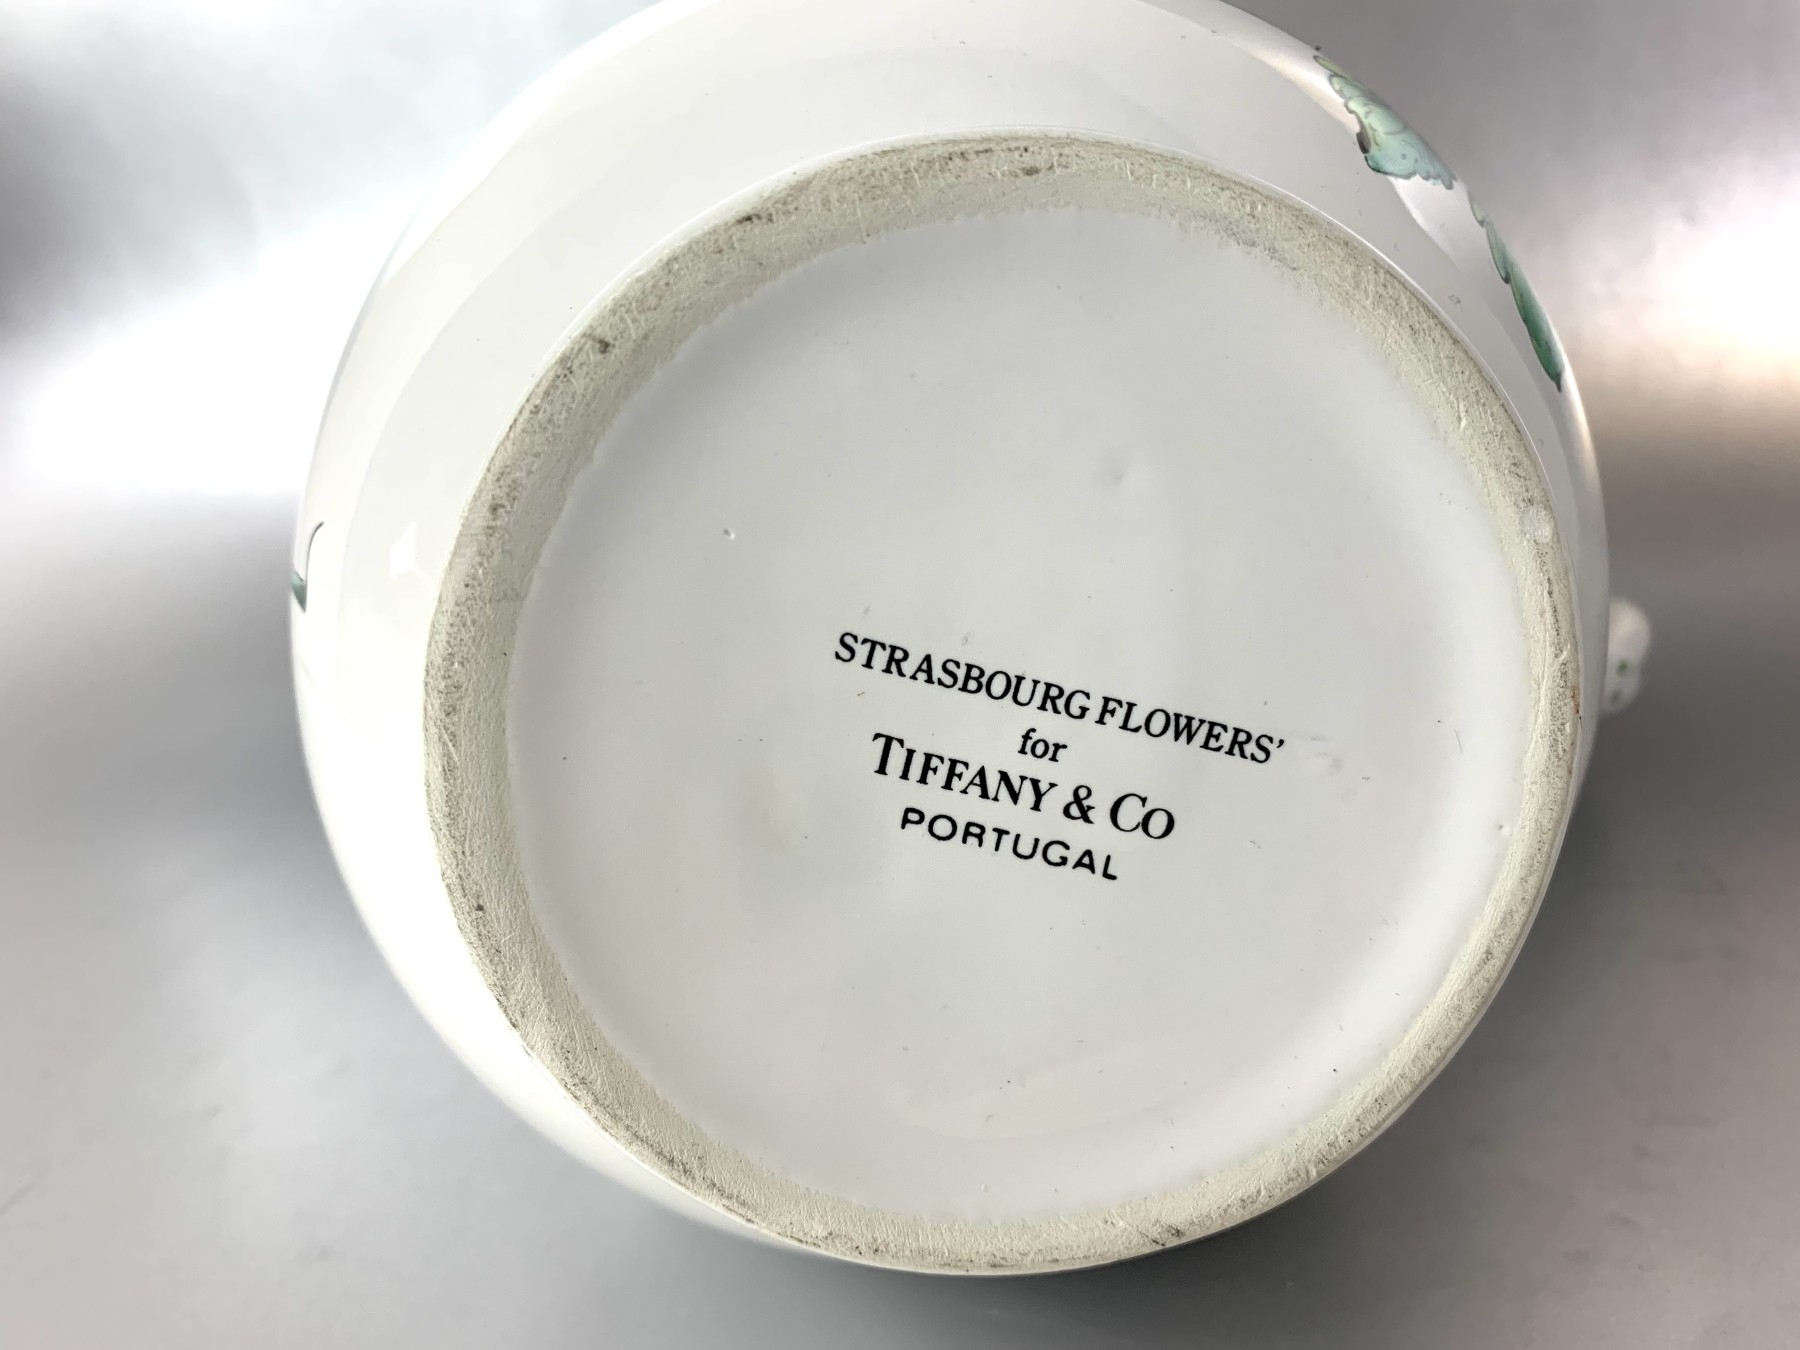 STRASBOURG FLOWERS'
for
TIFFANY & CO
PORTUGAL